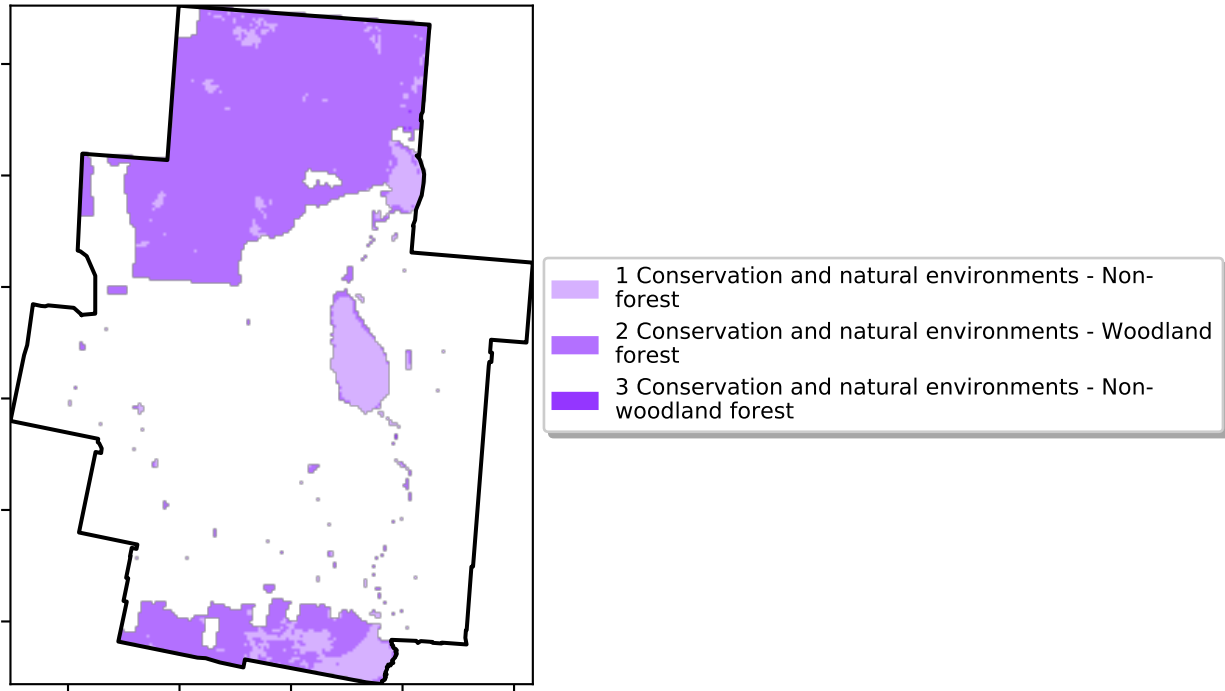 1 Conservation and natural environments - Non-
forest
2 Conservation and natural environments - Woodland
forest
3 Conservation and natural environments - Non-
woodland forest